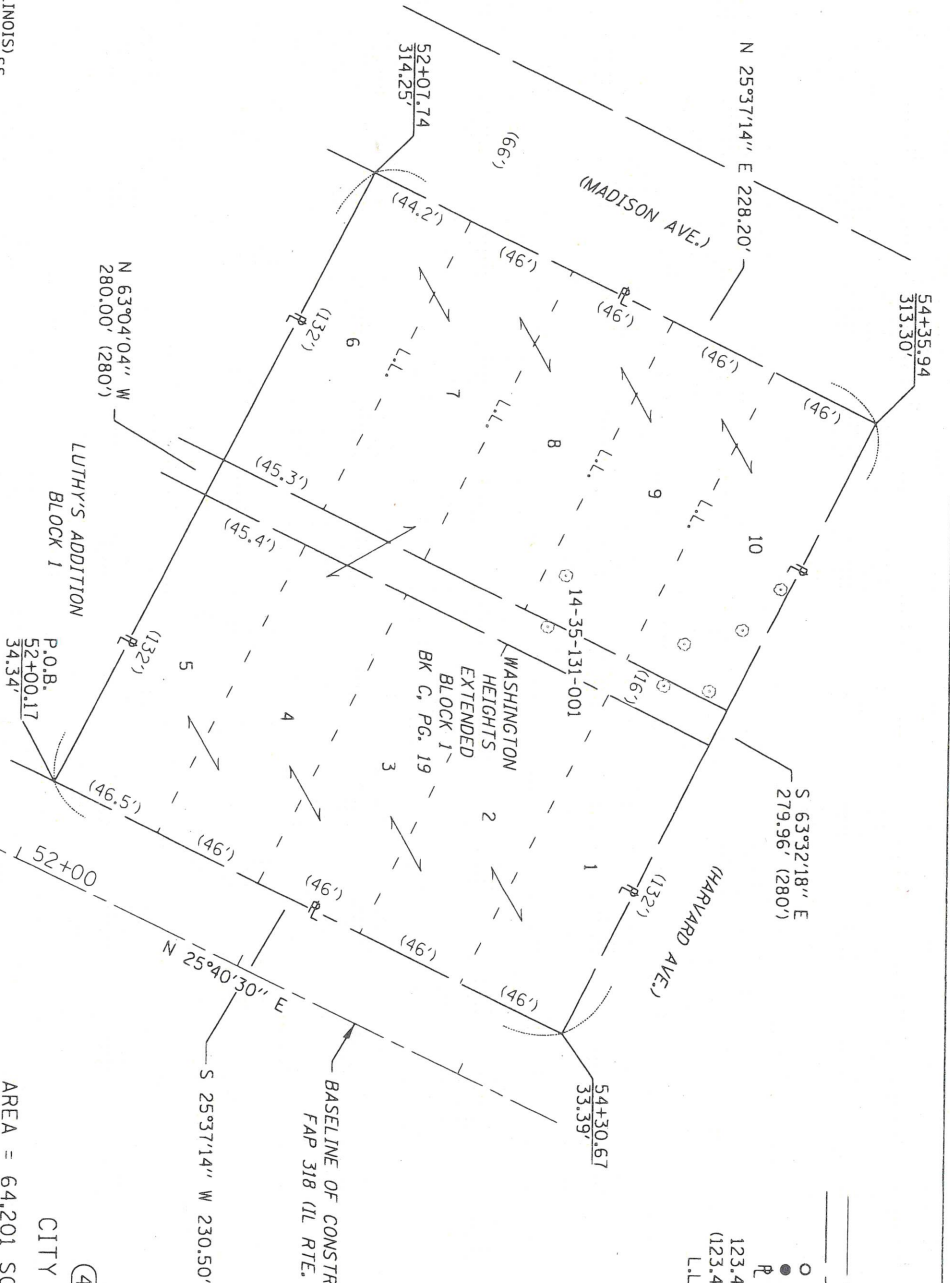 INOIS)
52+07.74
314.25'
N 25°37'14" E 228.20'
54+35.94
313.30'
(66')
(MADISON AVE.)
(44.2')
(46')
(46')
(46')
(46')
P L
N 63°04'04" W
280.00' (280')
(132')
P L
6
L.L.
7
L.L.
8
L.L.
9
L.L.
10
P L
(45.3')
(45.4')
LUTHY'S ADDITION
BLOCK 1
14-35-131-001
(16')
WASHINGTON
HEIGHTS
EXTENDED
BLOCK 1
BK C, PG. 19
S 63°32'18" E
279.96' (280')
(HARVARD AVE.)
(132')
P L
5
4
3
2
1
(132')
P L
P.O.B.
52+00.17
34.34'
(46.5')
(46')
(46')
(46')
(46')
P L
52+00
N 25°40'30" E
54+30.67
33.39'
BASELINE OF CONSTR
FAP 318 (IL RTE.
S 25°37'14" W 230.50'
P L
123.4
(123.4
L.L
CITY
AREA = 64,201 SQ